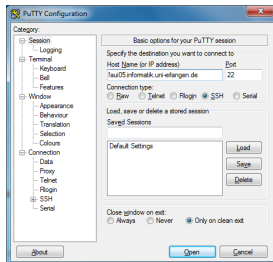 PuTTY Configuration
Category:
Session
Logging
Terminal
Keyboard
Bell
Features
Window
Appearance
Behaviour
Translation
Selection
Colours
Connection
Data
Proxy
Telnet
Rlogin
SSH
Serial
Basic options for your PuTTY session
Specify the destination you want to connect to
Host Name (or IP address) Port
faui05.informatik.uni-erlangen.de 22
Connection type:
Raw Telnet Rlogin SSH Serial
Load, save or delete a stored session
Saved Sessions
Default Settings
Load
Save
Delete
Close window on exit:
Always Never Only on clean exit
About Open Cancel